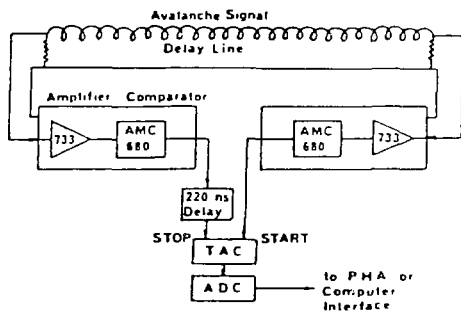 Avalanche Signal
Delay Line
Amplifier Comparator
733
AMC
680
AMC
680
733
220 ns
Delay
STOP
START
TAC
ADC
to PHA or
Computer
Interface